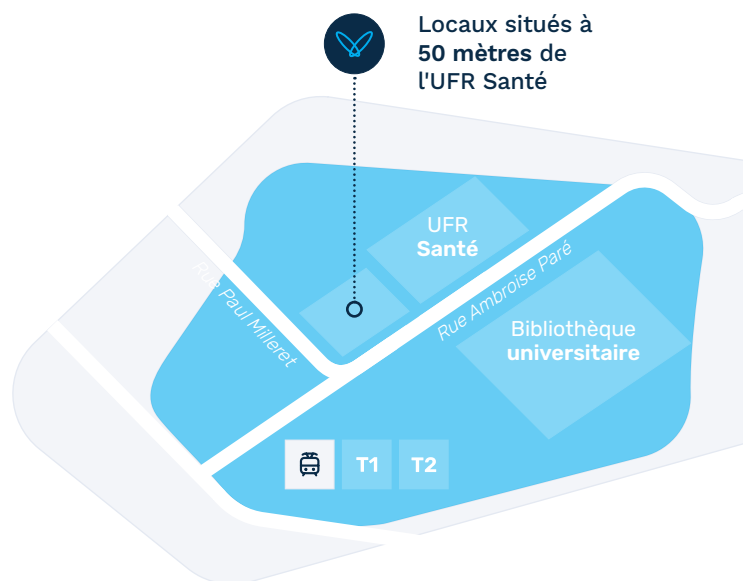 Locaux situés à
50 mètres de
l'UFR Santé
UFR
Santé
Rue Paul Milleret
Rue Ambroise Paré
Bibliothèque
universitaire
T1
T2